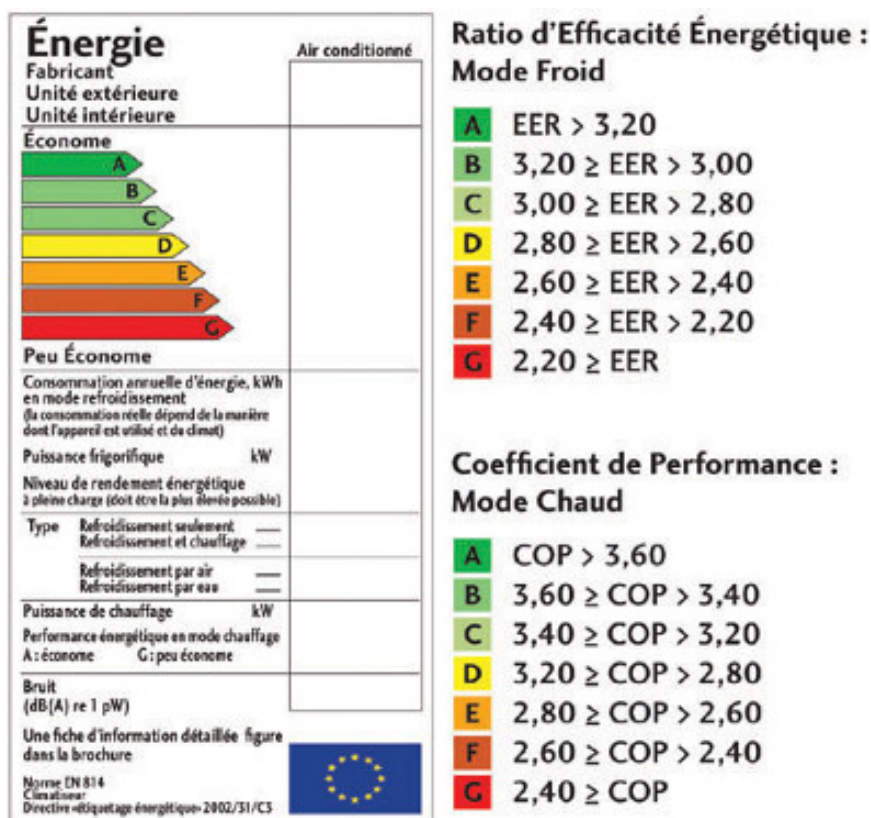 Énergie
Fabricant
Unité extérieure
Unité intérieure
Air conditionné
Économe
A
B
C
D
E
F
G
Peu Économe
Consommation annuelle d'énergie, kWh
en mode refroidissement
(la consommation réelle dépend de la manière
dont l'appareil est utilisé et du climat)
Puissance frigorifique kW
Niveau de rendement énergétique
à pleine charge (doit être la plus élevée possible)
Type Refroidissement seulement
Refroidissement et chauffage
Refroidissement par air
Refroidissement par eau
Puissance de chauffage kW
Performance énergétique en mode chauffage
A : économe G : peu économe
Bruit
(dB(A) re 1 pW)
Une fiche d'information détaillée figure
dans la brochure
Norme EN 814
Climatiseur
Directive «étiquetage énergétique» 2002/31/CS
Ratio d'Efficacité Énergétique :
Mode Froid
A EER > 3,20
B 3,20 ≥ EER > 3,00
C 3,00 ≥ EER > 2,80
D 2,80 ≥ EER > 2,60
E 2,60 ≥ EER > 2,40
F 2,40 ≥ EER > 2,20
G 2,20 ≥ EER
Coefficient de Performance :
Mode Chaud
A COP > 3,60
B 3,60 ≥ COP > 3,40
C 3,40 ≥ COP > 3,20
D 3,20 ≥ COP > 2,80
E 2,80 ≥ COP > 2,60
F 2,60 ≥ COP > 2,40
G 2,40 ≥ COP